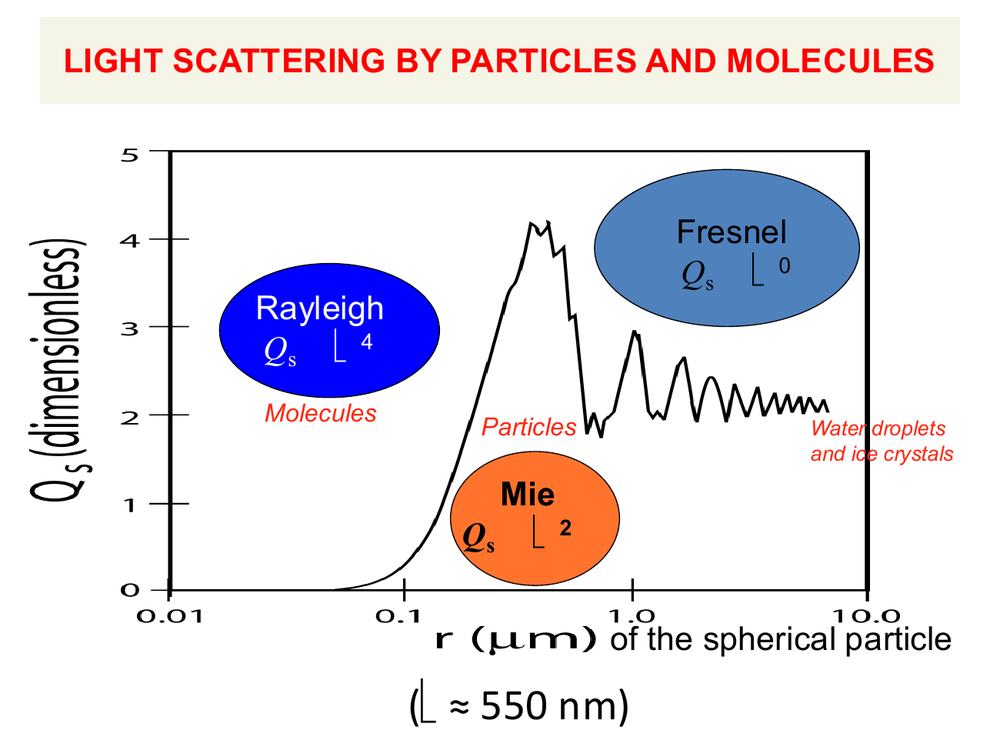 LIGHT SCATTERING BY PARTICLES AND MOLECULES
5
4
3
2
1
0
Q s (dimensionless)
Fresnel
Qs 0
Rayleigh
Qs 4
Molecules
Particles
Water droplets
and ice crystals
Mie
Qs 2
0.01 0.1 1.0 10.0
r (μm) of the spherical particle
( ≈ 550 nm)